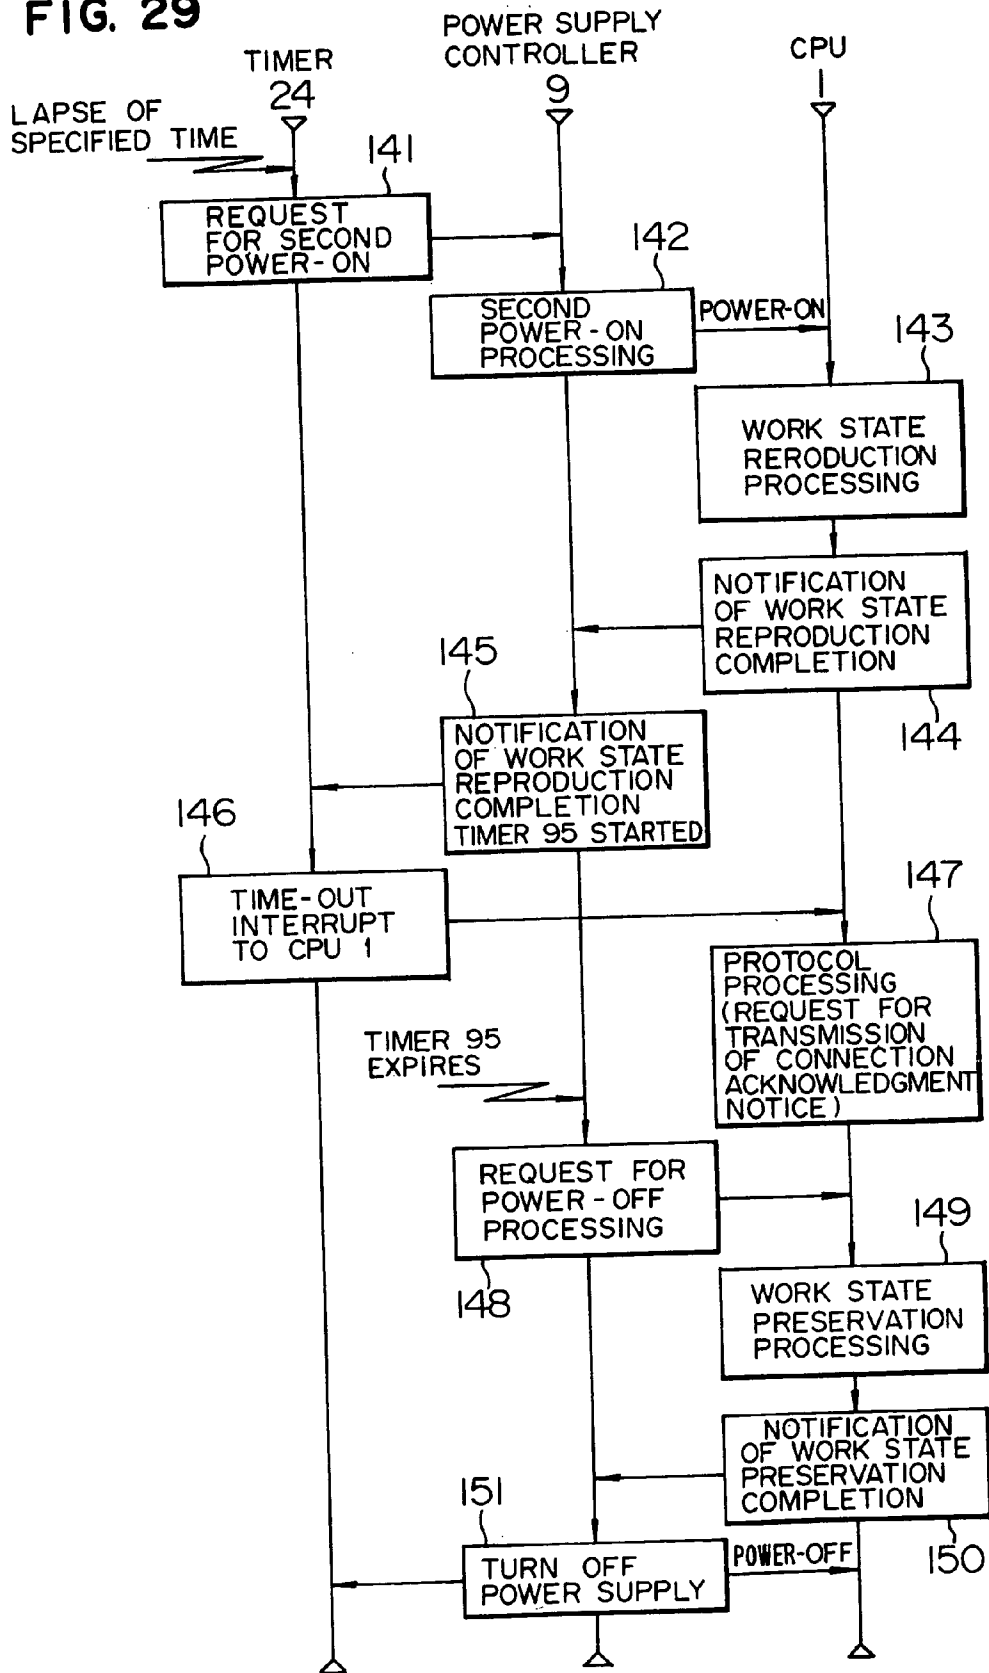 FIG. 29
TIMER
24
POWER SUPPLY
CONTROLLER
9
CPU
1
LAPSE OF
SPECIFIED TIME
141
REQUEST
FOR SECOND
POWER-ON
142
SECOND
POWER-ON
PROCESSING
POWER-ON
143
WORK STATE
RERODUCTION
PROCESSING
NOTIFICATION
OF WORK STATE
REPRODUCTION
COMPLETION
144
145
NOTIFICATION
OF WORK STATE
REPRODUCTION
COMPLETION
TIMER 95 STARTED
146
TIME-OUT
INTERRUPT
TO CPU 1
147
PROTOCOL
PROCESSING
(REQUEST FOR
TRANSMISSION
OF CONNECTION
ACKNOWLEDGMENT
NOTICE)
TIMER 95
EXPIRES
REQUEST FOR
POWER-OFF
PROCESSING
148
149
WORK STATE
PRESERVATION
PROCESSING
NOTIFICATION
OF WORK STATE
PRESERVATION
COMPLETION
150
151
TURN OFF
POWER SUPPLY
POWER-OFF